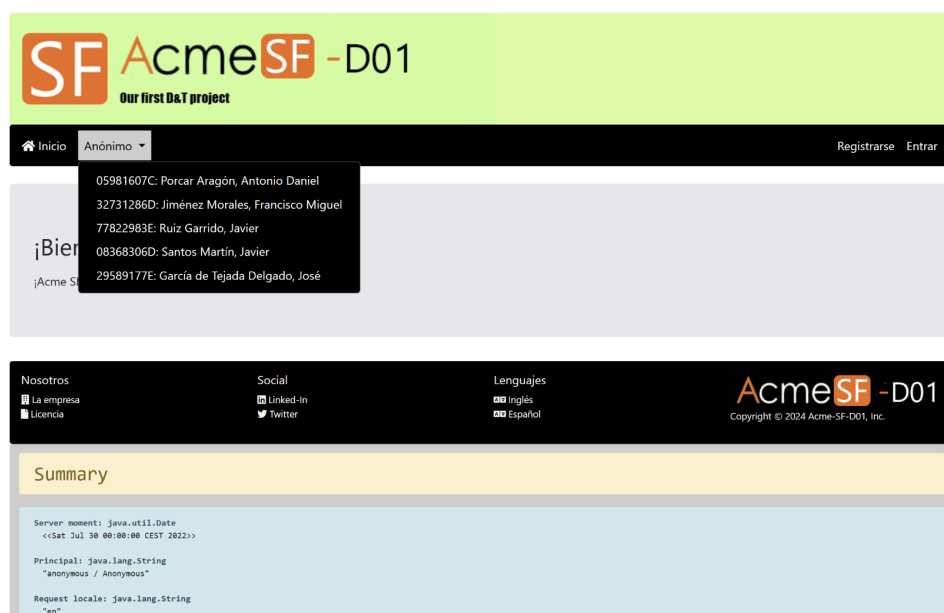 SF AcmeSF -D01
Our first D&T project
Inicio Anónimo Registrarse Entrar
05981607C: Porcar Aragón, Antonio Daniel
32731286D: Jiménez Morales, Francisco Miguel
77822983E: Ruiz Garrido, Javier
08368306D: Santos Martín, Javier
29589177E: García de Tejada Delgado, José
¡Acme
Nosotros
La empresa
Licencia
Social
Linked-In
Twitter
Lenguajes
Inglés
Español
AcmeSF -D01
Copyright © 2024 Acme-SF-D01, Inc.
Summary
Server moment: java.util.Date
<<Sat Jul 30 00:00:00 CEST 2022>>
Principal: java.lang.String
"anonymous / Anonymous"
Request locale: java.lang.String
"en"